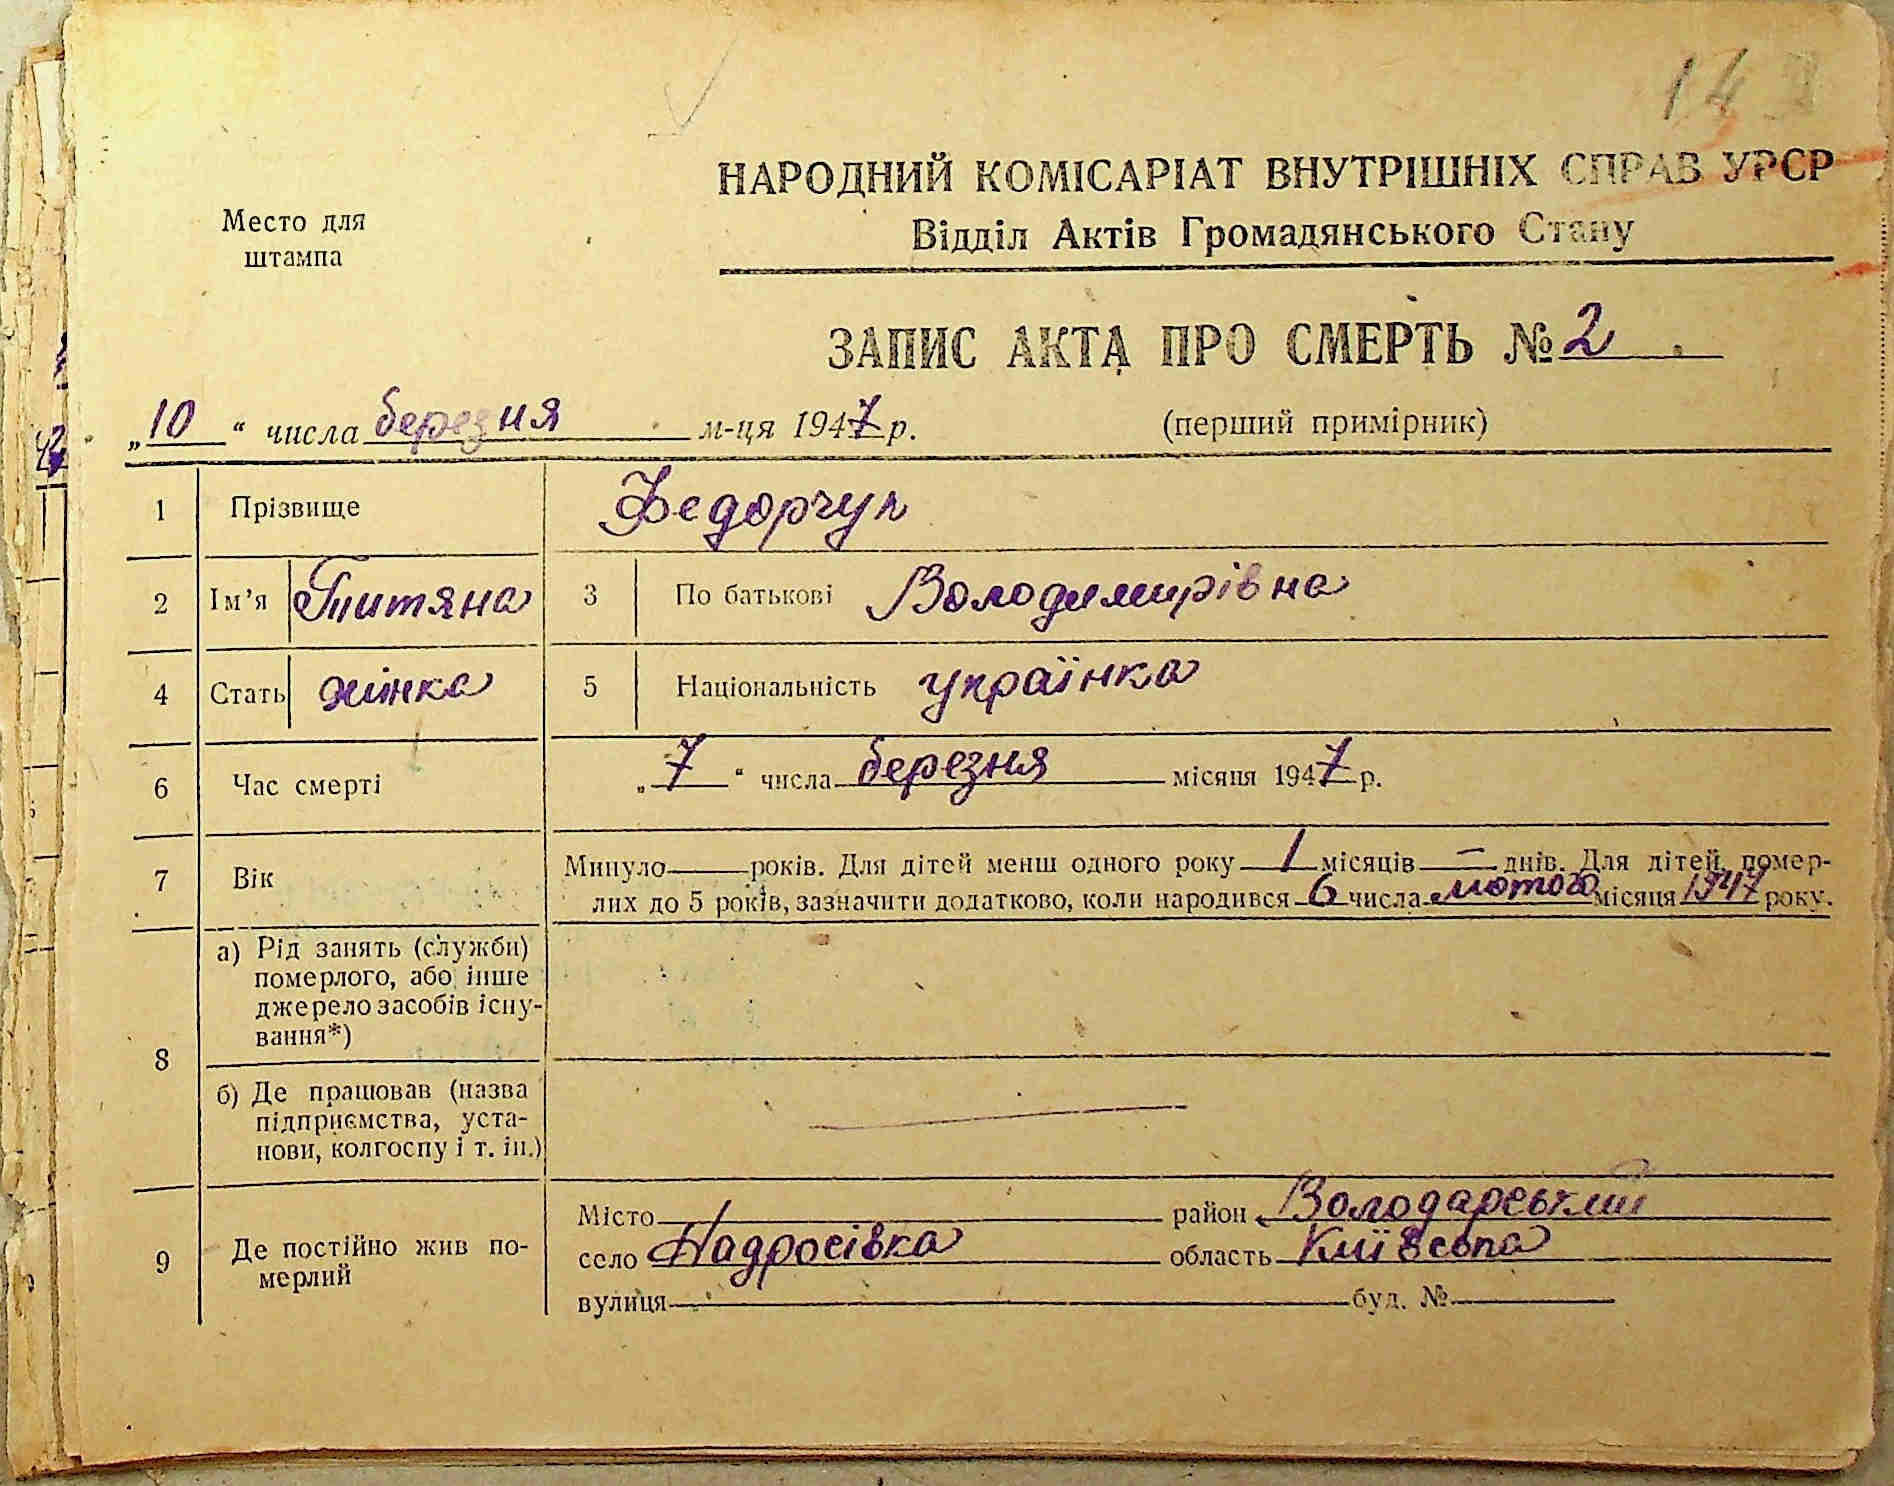 14
НАРОДНИЙ КОМІСАРІАТ ВНУТРІШНІХ СПРАВ УРСР
Відділ Актів Громадянського Стану
Место для
штампа
ЗАПИС АКТА ПРО СМЕРТЬ № 2
„10“ числа березня м-ця 1947 р. (перший примірник)
1 Прізвище Федорчук
2 Ім’я Титяна 3 По батькові Володимирівна
4 Стать жінка 5 Національність українка
6 Час смерті „7“ числа березня місяця 1947 р.
7 Вік Минуло — років. Для дітей менш одного року 1 місяців — днів. Для дітей, помер-
лих до 5 років, зазначити додатково, коли народився 6 числа лютого місяця 1947 року.
8 а) Рід занять (служби)
померлого, або інше
джерело засобів існу-
вання*)
б) Де працював (назва
підприємства, уста-
нови, колгоспу і т. ін.)
9 Де постійно жив по-
мерлий
Місто район Володарський
село Надросівка область Київська
вулиця буд. №